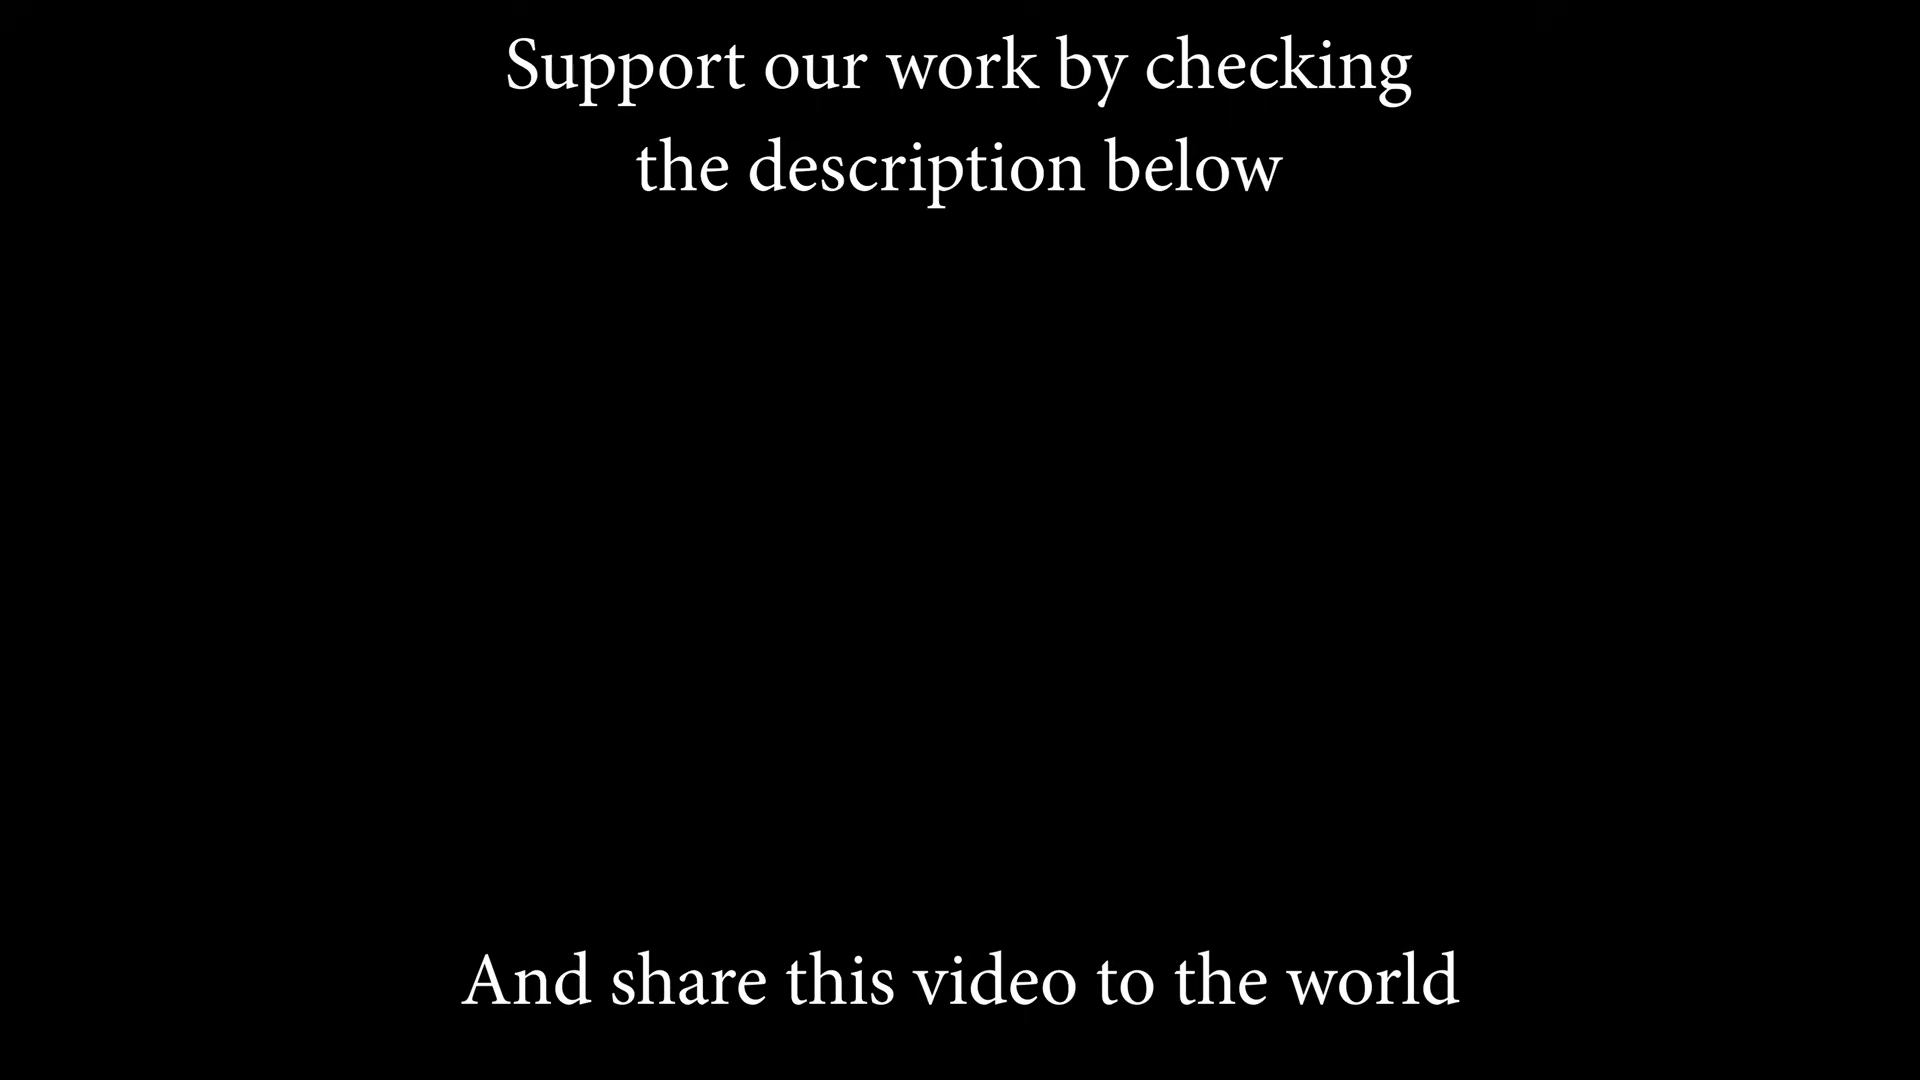 Support our work by checking
the description below
And share this video to the world